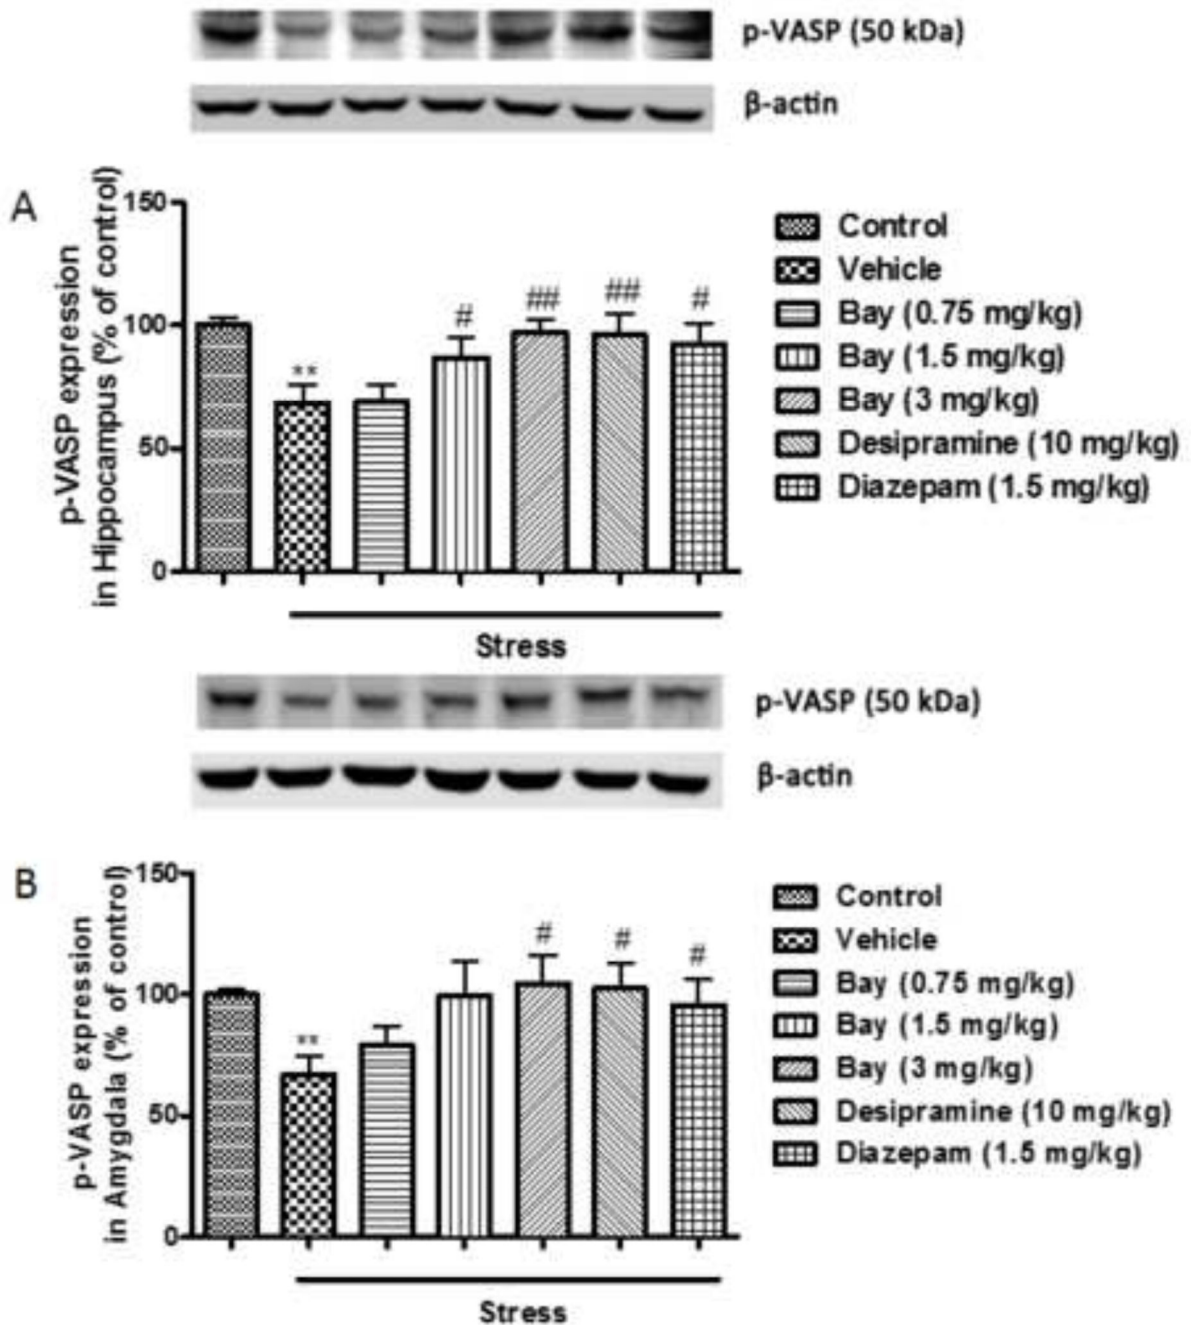 p-VASP (50 kDa)
β-actin
A
p-VASP expression
in Hippocampus (% of control)
150
100
50
0
**
#
##
##
#
Control
Vehicle
Bay (0.75 mg/kg)
Bay (1.5 mg/kg)
Bay (3 mg/kg)
Desipramine (10 mg/kg)
Diazepam (1.5 mg/kg)
Stress
p-VASP (50 kDa)
β-actin
B
p-VASP expression
in Amygdala (% of control)
150
100
50
0
**
#
#
#
Control
Vehicle
Bay (0.75 mg/kg)
Bay (1.5 mg/kg)
Bay (3 mg/kg)
Desipramine (10 mg/kg)
Diazepam (1.5 mg/kg)
Stress